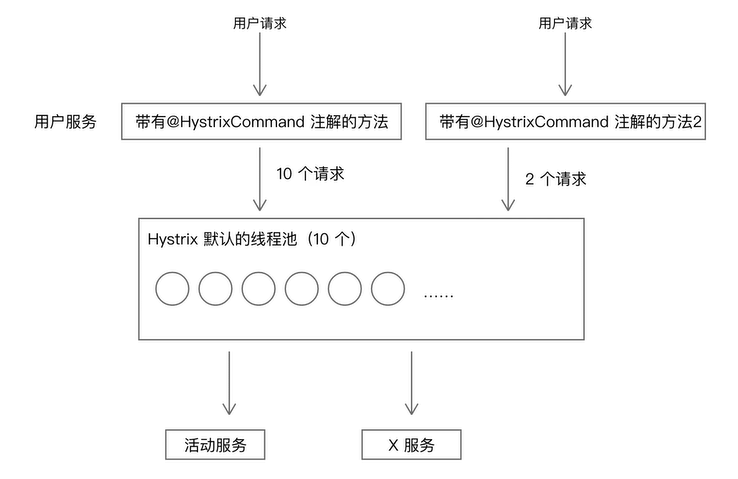 用户请求
用户请求
用户服务
带有@HystrixCommand 注解的方法
带有@HystrixCommand 注解的方法2
10 个请求
2 个请求
Hystrix 默认的线程池（10 个）
……
活动服务
X 服务